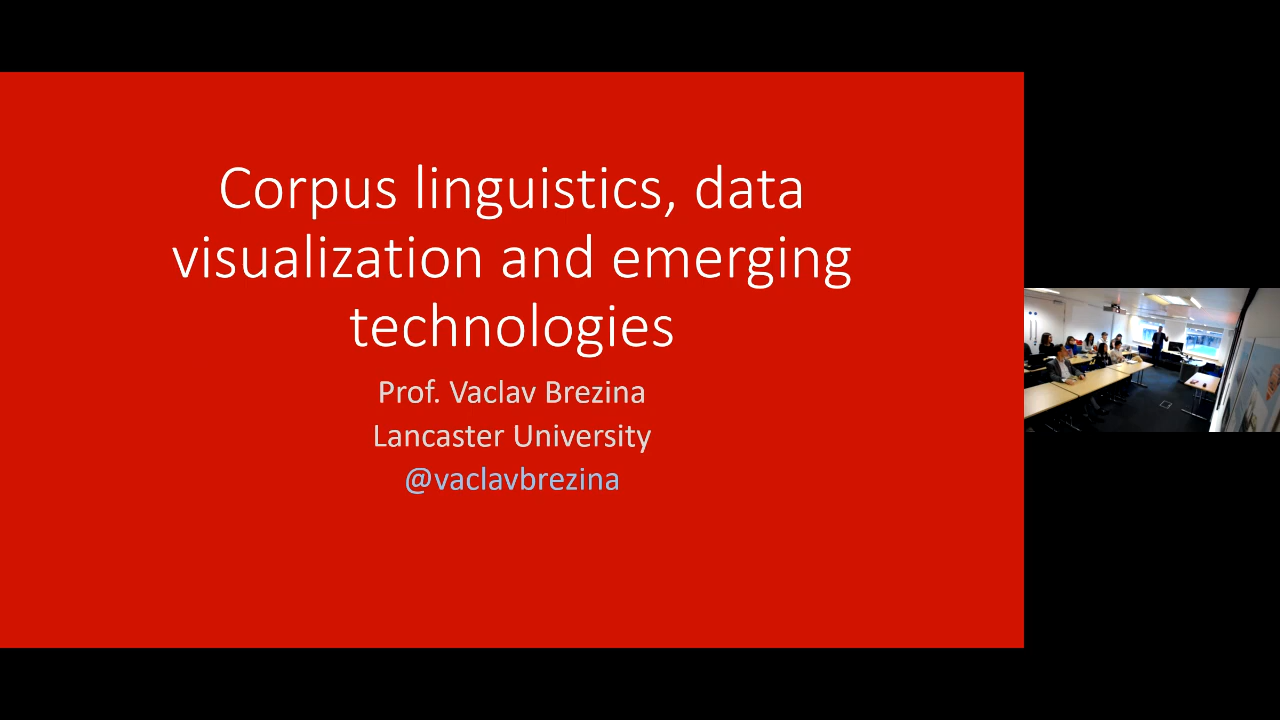 Corpus linguistics, data
visualization and emerging
technologies
Prof. Vaclav Brezina
Lancaster University
@vaclavbrezina